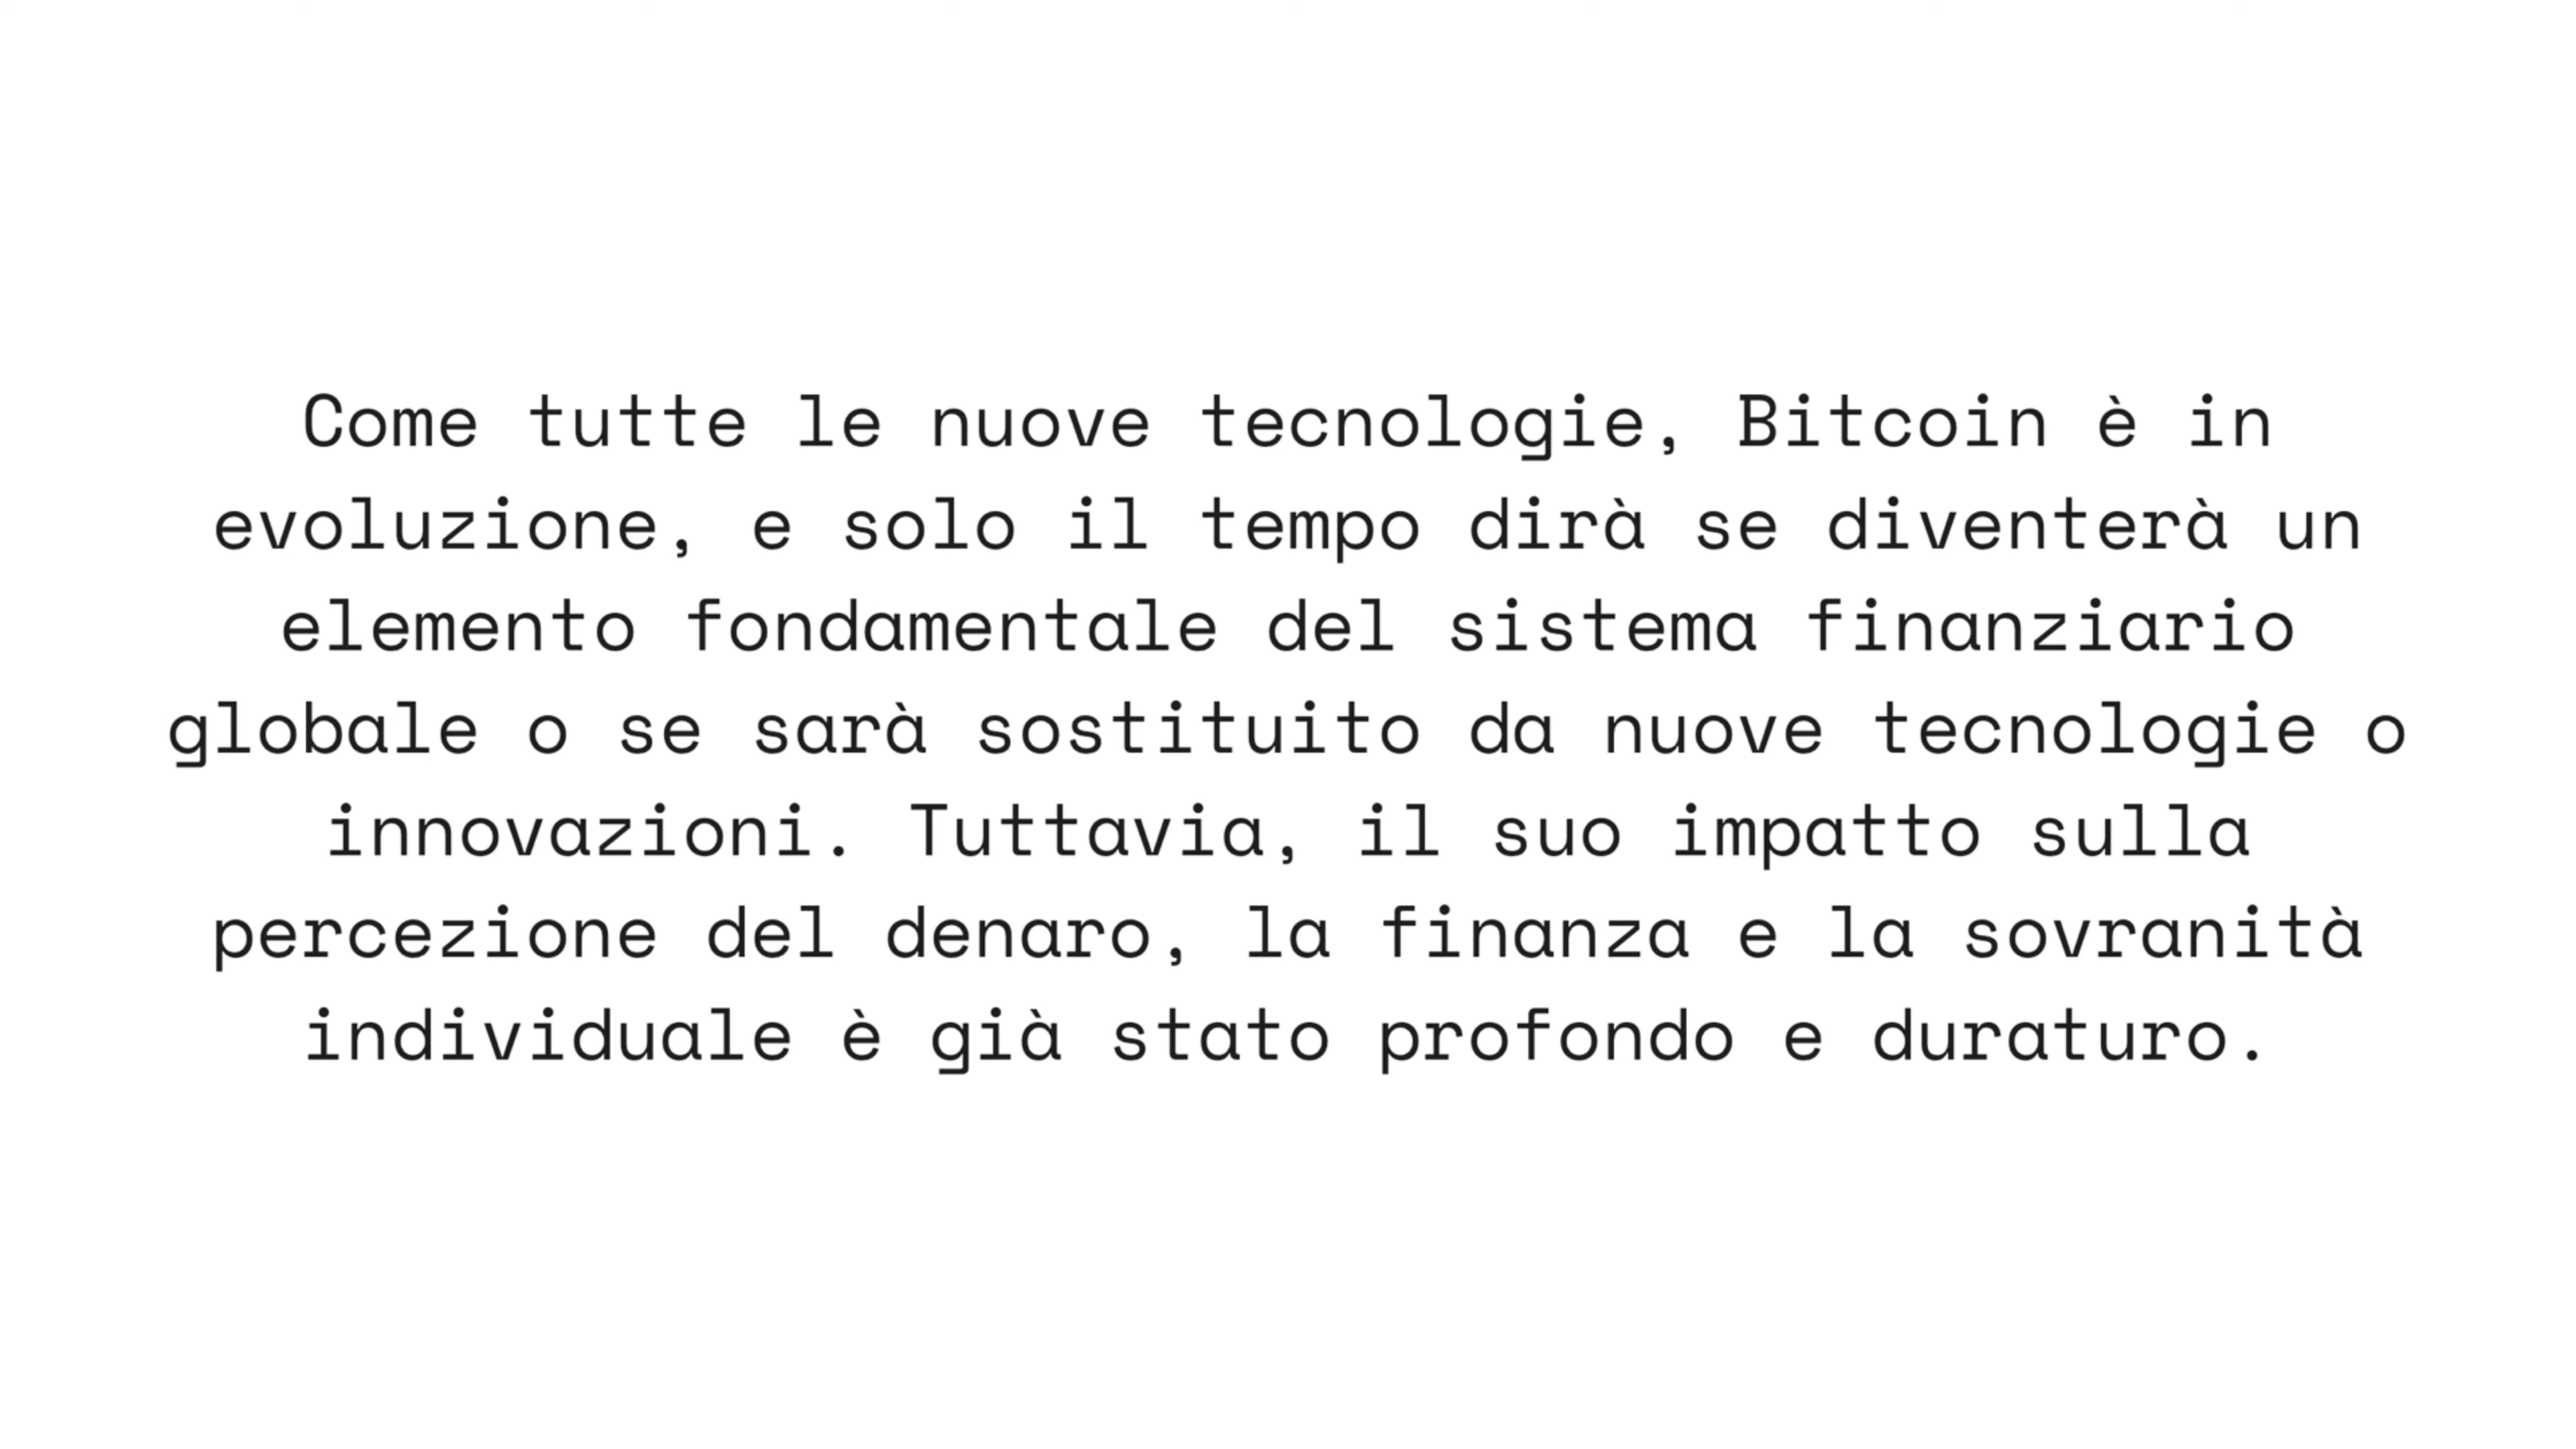 Come tutte le nuove tecnologie, Bitcoin è in
evoluzione, e solo il tempo dirà se diventerà un
elemento fondamentale del sistema finanziario
globale o se sarà sostituito da nuove tecnologie o
innovazioni. Tuttavia, il suo impatto sulla
percezione del denaro, la finanza e la sovranità
individuale è già stato profondo e duraturo.